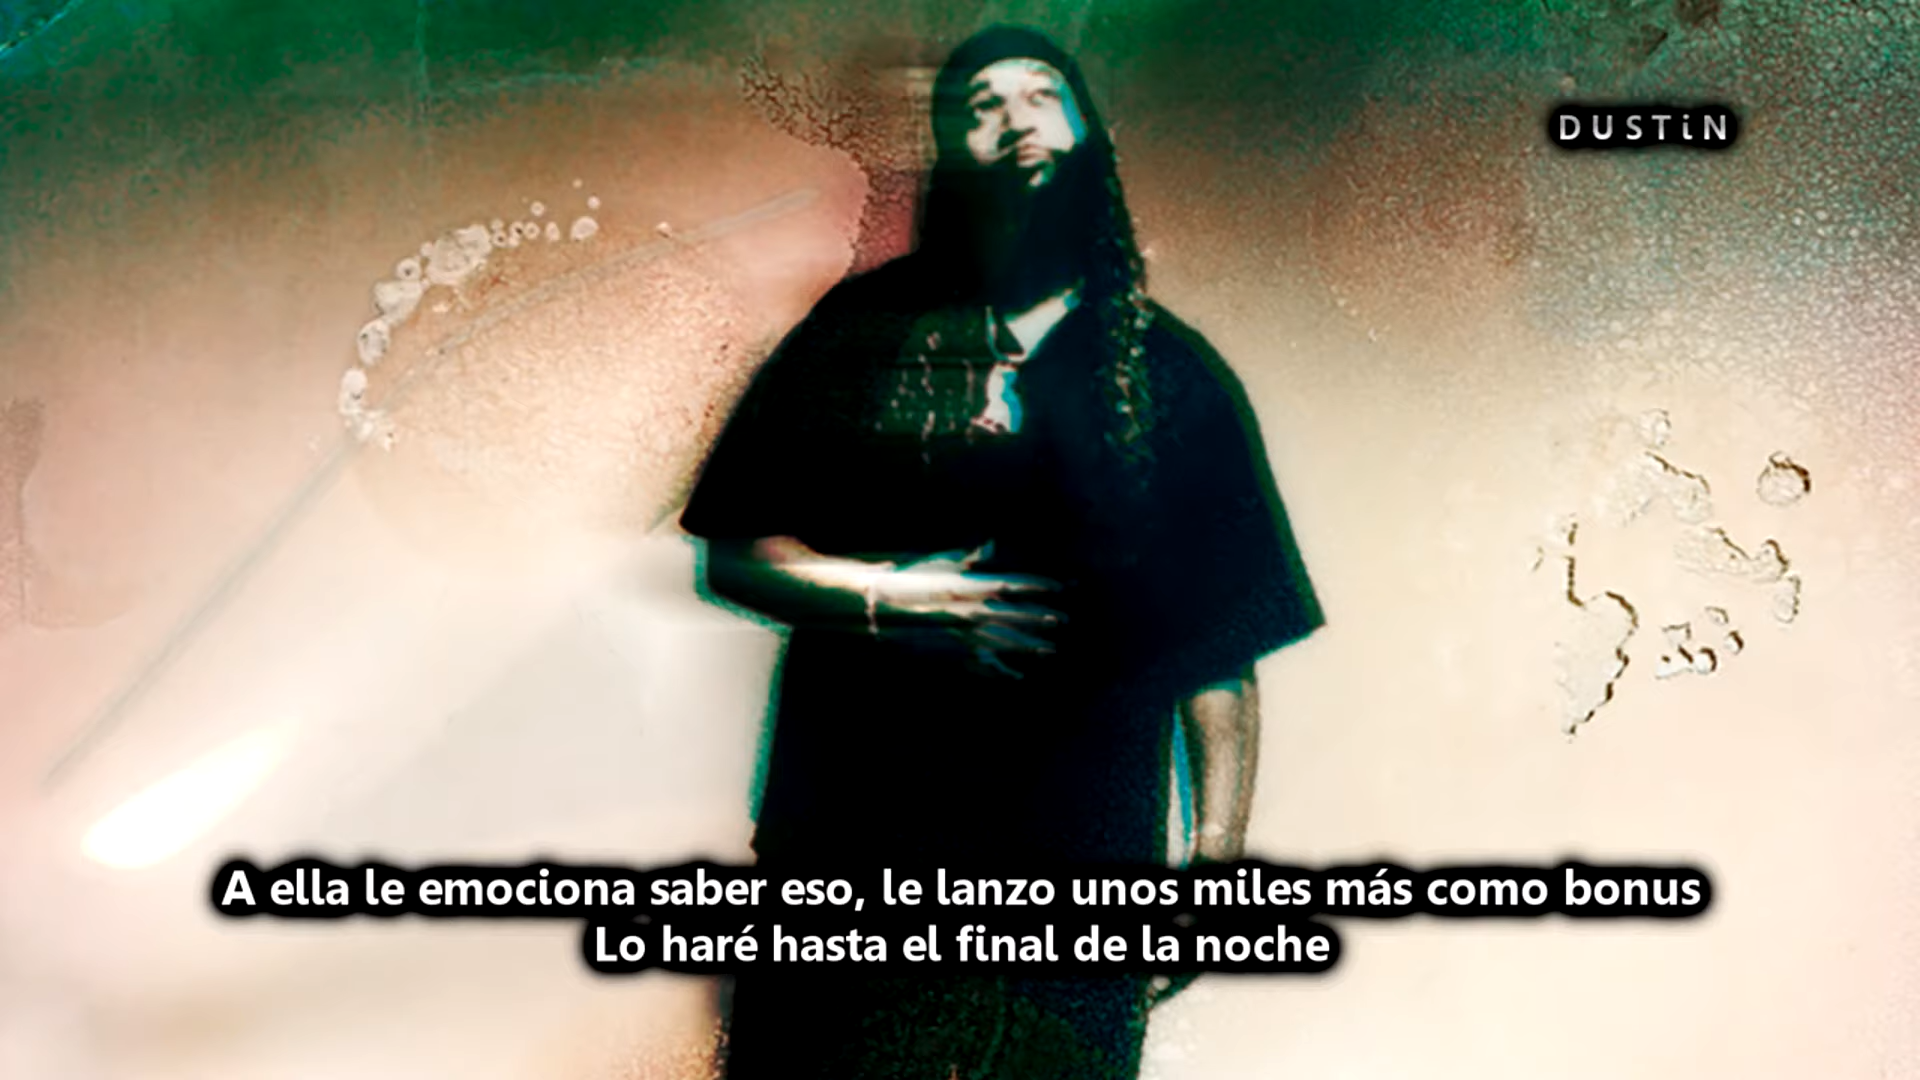 DUSTiN
A ella le emociona saber eso, le lanzo unos miles más como bonus
Lo haré hasta el final de la noche